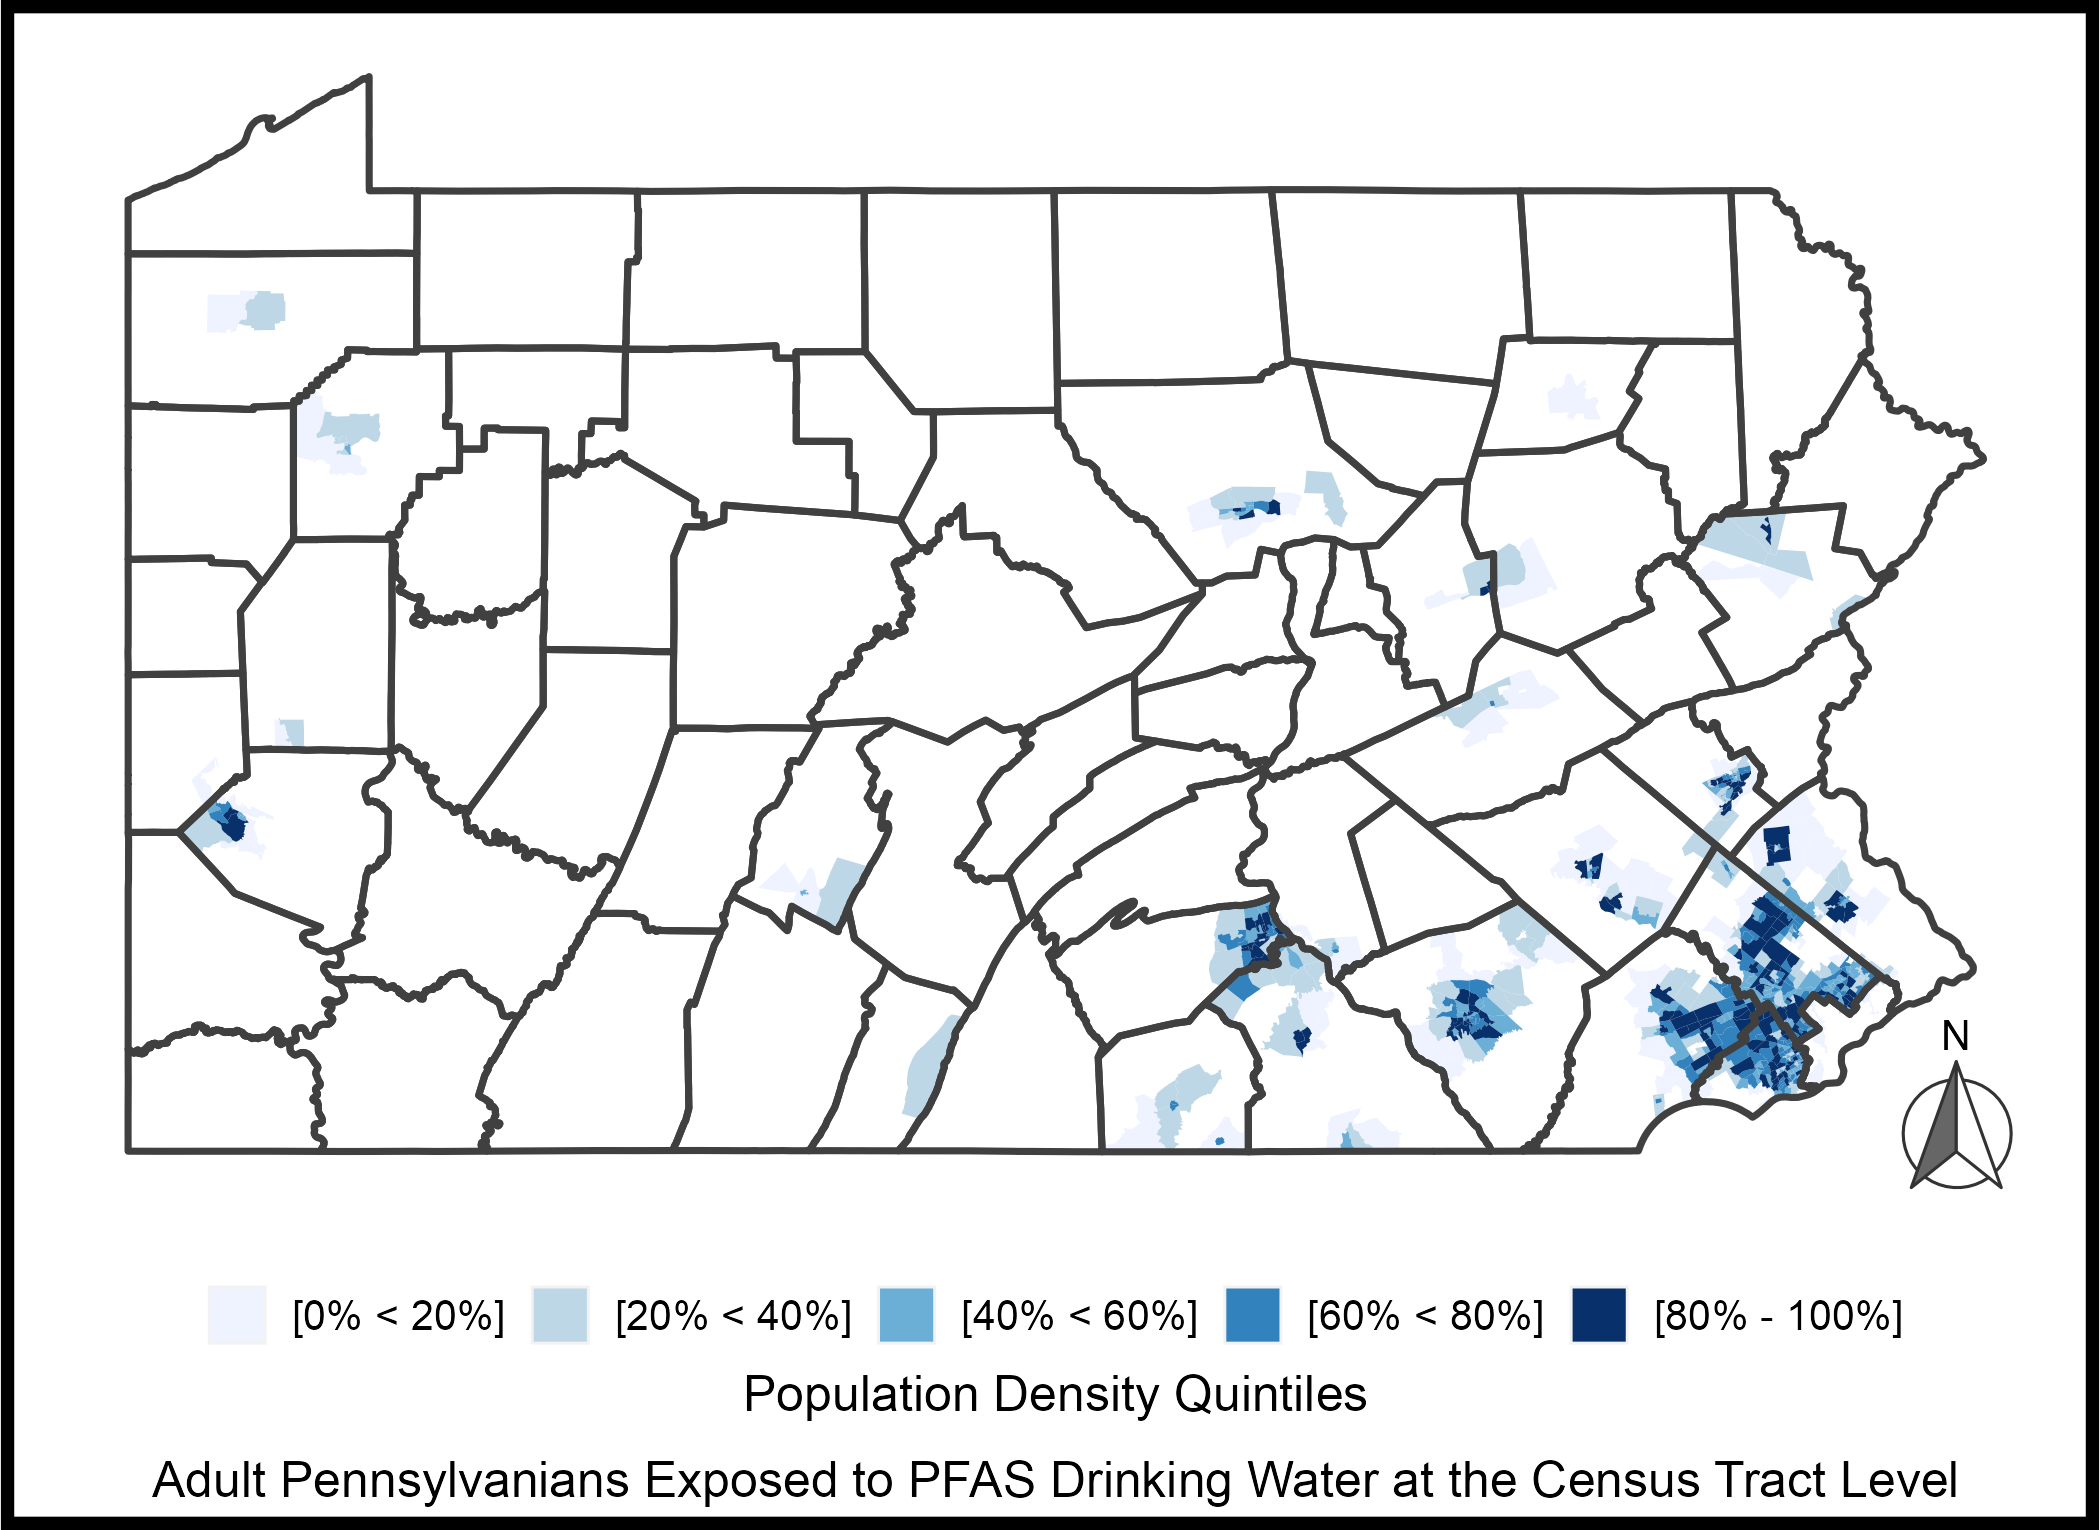 N
[0% < 20%] [20% < 40%] [40% < 60%] [60% < 80%] [80% - 100%]
Population Density Quintiles
Adult Pennsylvanians Exposed to PFAS Drinking Water at the Census Tract Level